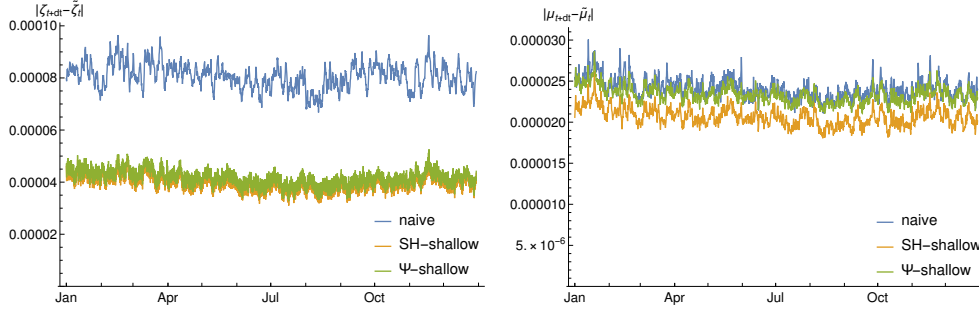 |ζt+dt-ζ̃t|
0.00010
0.00008
0.00006
0.00004
0.00002
naive
SH-shallow
Ψ-shallow
Jan Apr Jul Oct
|μt+dt-μ̃t|
0.000030
0.000025
0.000020
0.000015
0.000010
5. × 10-6
naive
SH-shallow
Ψ-shallow
Jan Apr Jul Oct